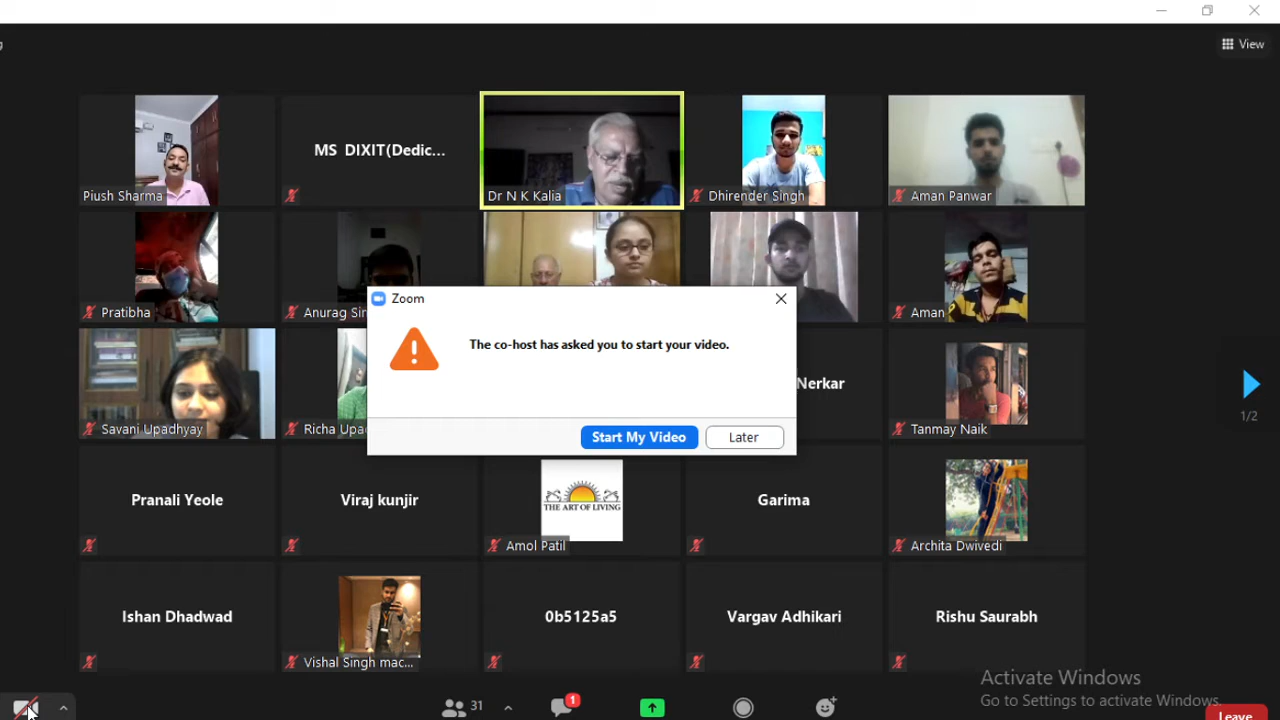 View
Piush Sharma
MS DIXIT(Dedic...
Dr N K Kalia
Dhirender Singh
Aman Panwar
Pratibha
Anurag Sin
Aman
Zoom
The co-host has asked you to start your video.
Start My Video
Later
Savani Upadhyay
Richa Upa
Nerkar
Tanmay Naik
1/2
Pranali Yeole
Viraj kunjir
THE ART OF LIVING
Amol Patil
Garima
Archita Dwivedi
Ishan Dhadwad
Vishal Singh mac...
0b5125a5
Vargav Adhikari
Rishu Saurabh
Activate Windows
Go to Settings to activate Windows.
31
1
Leave